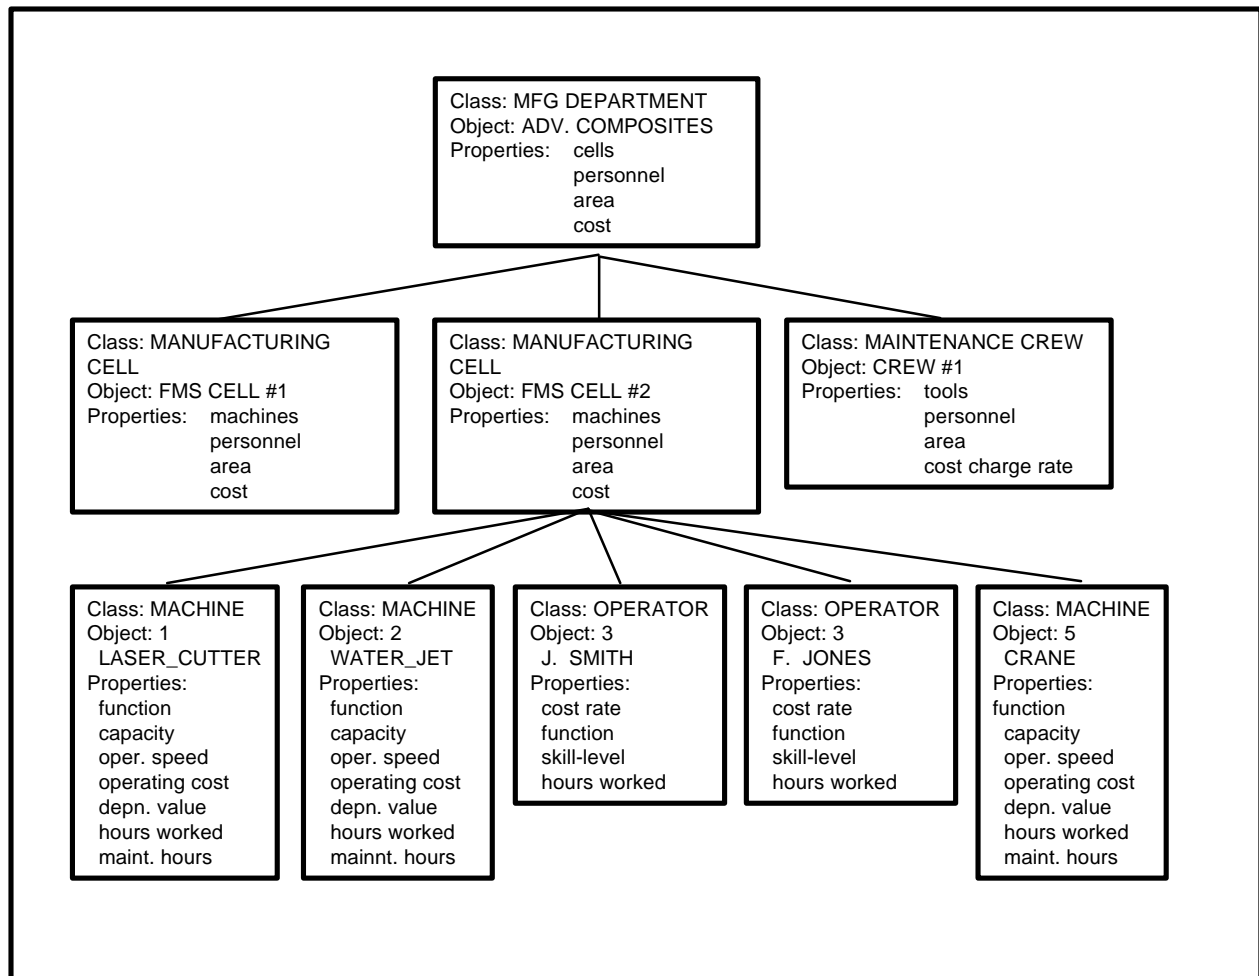 Class: MFG DEPARTMENT
Object: ADV. COMPOSITES
Properties: cells
personnel
area
cost
Class: MANUFACTURING
CELL
Object: FMS CELL #1
Properties: machines
personnel
area
cost
Class: MANUFACTURING
CELL
Object: FMS CELL #2
Properties: machines
personnel
area
cost
Class: MAINTENANCE CREW
Object: CREW #1
Properties: tools
personnel
area
cost charge rate
Class: MACHINE
Object: 1
LASER_CUTTER
Properties:
function
capacity
oper. speed
operating cost
depn. value
hours worked
maint. hours
Class: MACHINE
Object: 2
WATER_JET
Properties:
function
capacity
oper. speed
operating cost
depn. value
hours worked
mainnt. hours
Class: OPERATOR
Object: 3
J. SMITH
Properties:
cost rate
function
skill-level
hours worked
Class: OPERATOR
Object: 3
F. JONES
Properties:
cost rate
function
skill-level
hours worked
Class: MACHINE
Object: 5
CRANE
Properties:
function
capacity
oper. speed
operating cost
depn. value
hours worked
maint. hours